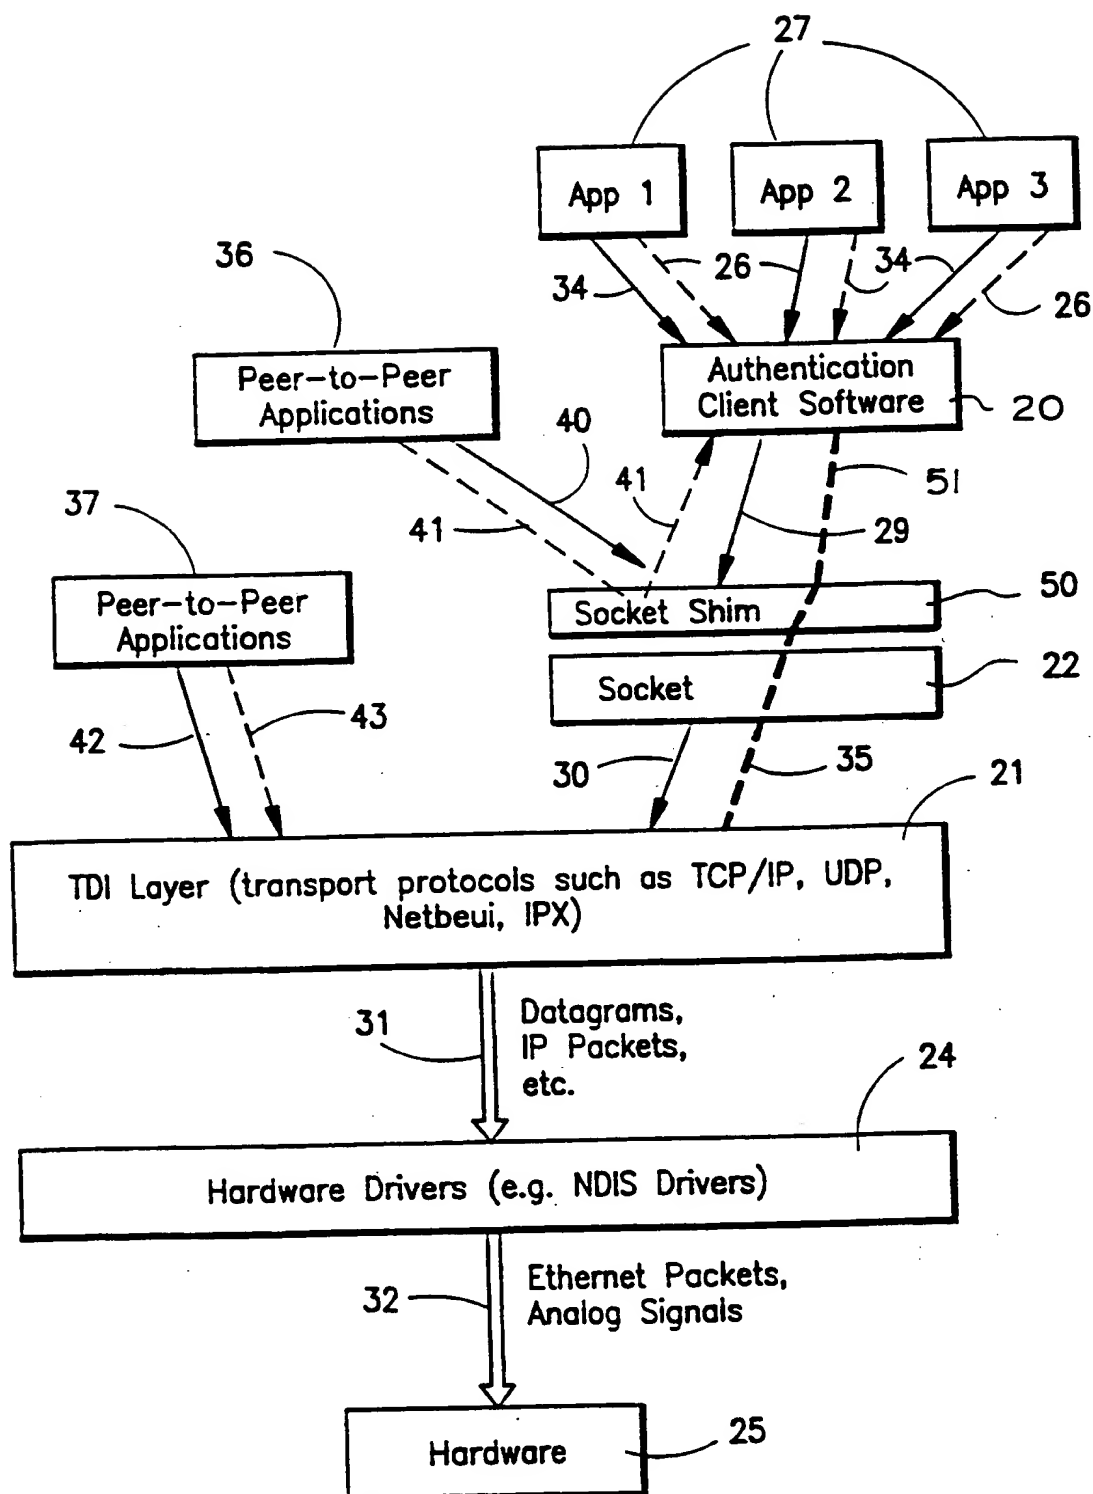 27
App 1
App 2
App 3
36
34
26
34
26
Peer-to-Peer
Applications
Authentication
Client Software
20
40
41
51
37
41
29
Peer-to-Peer
Applications
Socket Shim
50
Socket
22
42
43
30
35
21
TDI Layer (transport protocols such as TCP/IP, UDP,
Netbeui, IPX)
31
Datagrams,
IP Packets,
etc.
24
Hardware Drivers (e.g. NDIS Drivers)
32
Ethernet Packets,
Analog Signals
Hardware
25